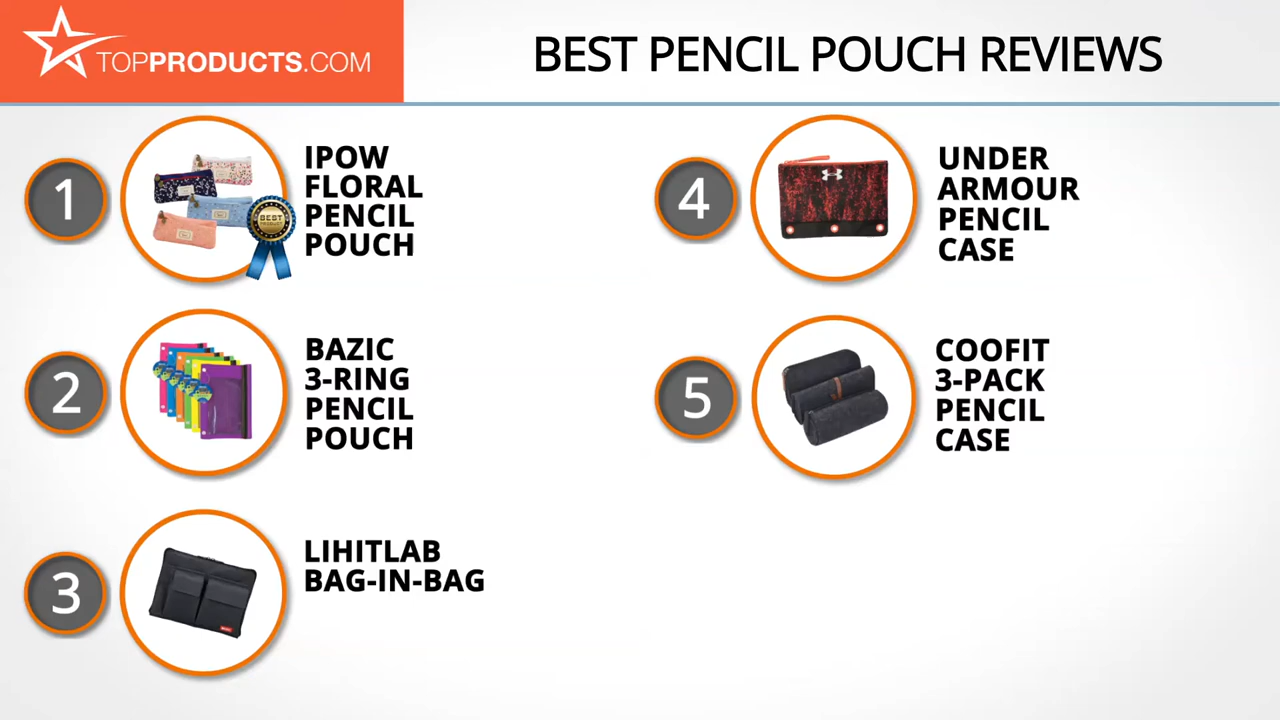 TOPPRODUCTS.COM
BEST PENCIL POUCH REVIEWS
1
IPOW
FLORAL
PENCIL
POUCH
BEST
PRODUCT
2
BAZIC
3-RING
PENCIL
POUCH
3
LIHITLAB
BAG-IN-BAG
4
UNDER
ARMOUR
PENCIL
CASE
5
COOFIT
3-PACK
PENCIL
CASE